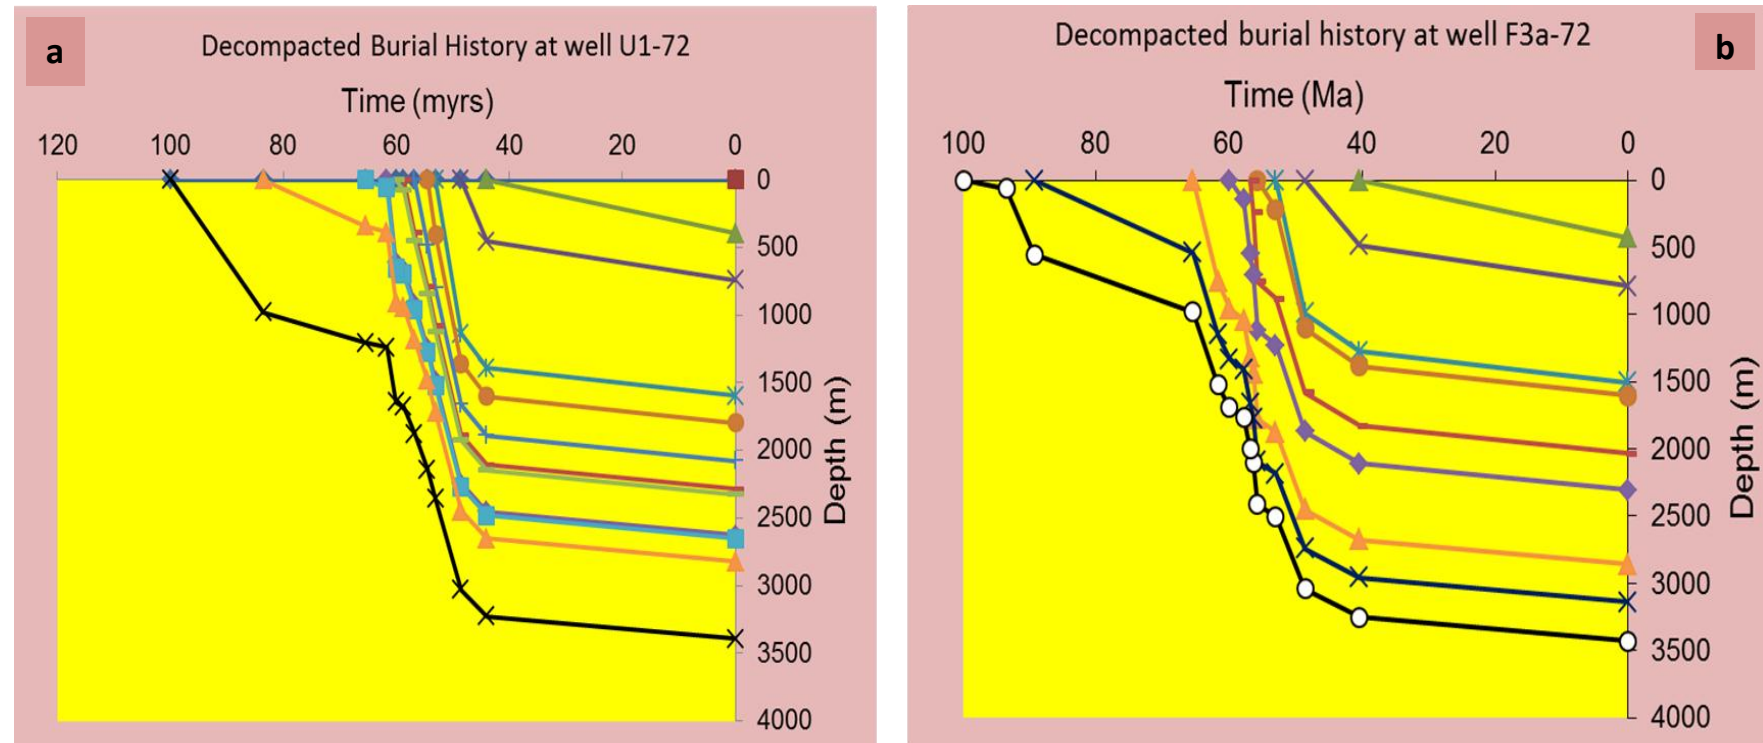 a
Decompacted Burial History at well U1-72
Time (myrs)
120 100 80 60 40 20 0
0
500
1000
1500
2000
2500
3000
3500
4000
Depth (m)
b
Decompacted burial history at well F3a-72
Time (Ma)
100 80 60 40 20 0
0
500
1000
1500
2000
2500
3000
3500
4000
Depth (m)